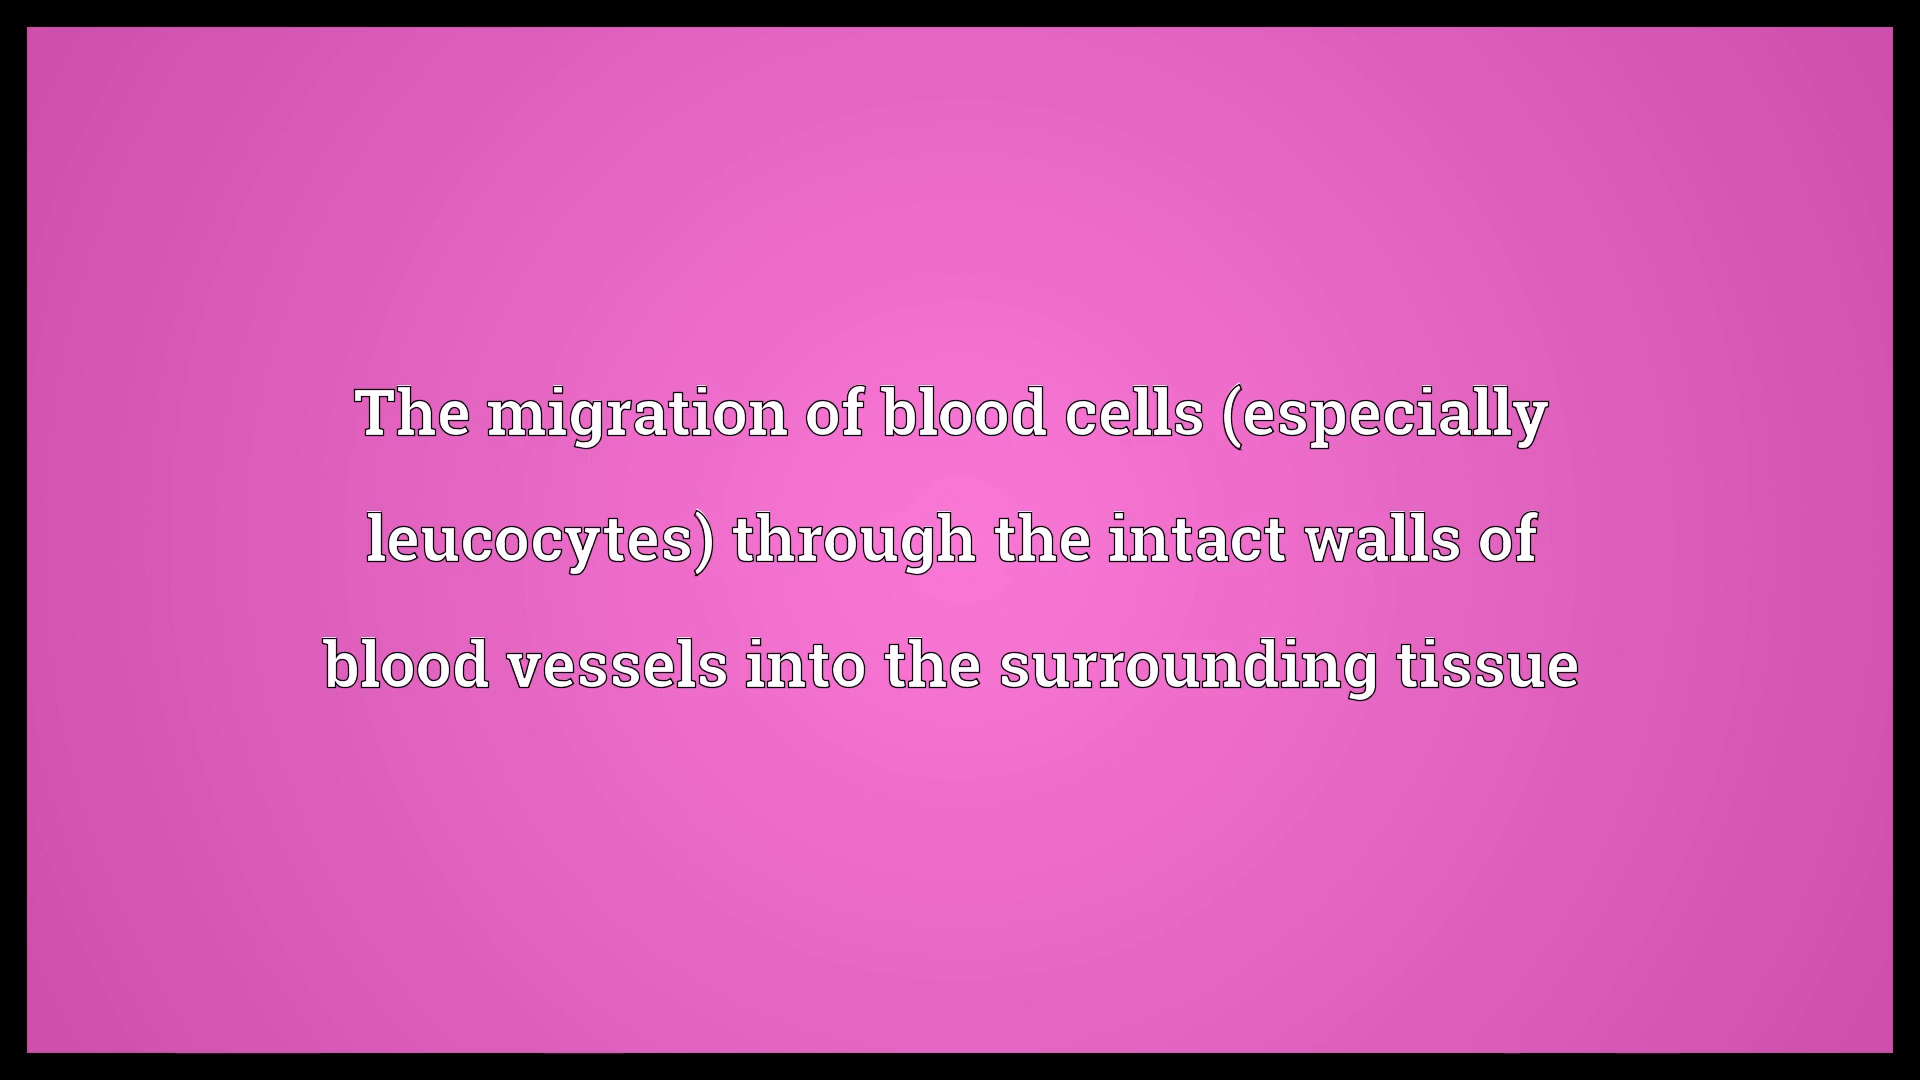 The migration of blood cells (especially
leucocytes) through the intact walls of
blood vessels into the surrounding tissue